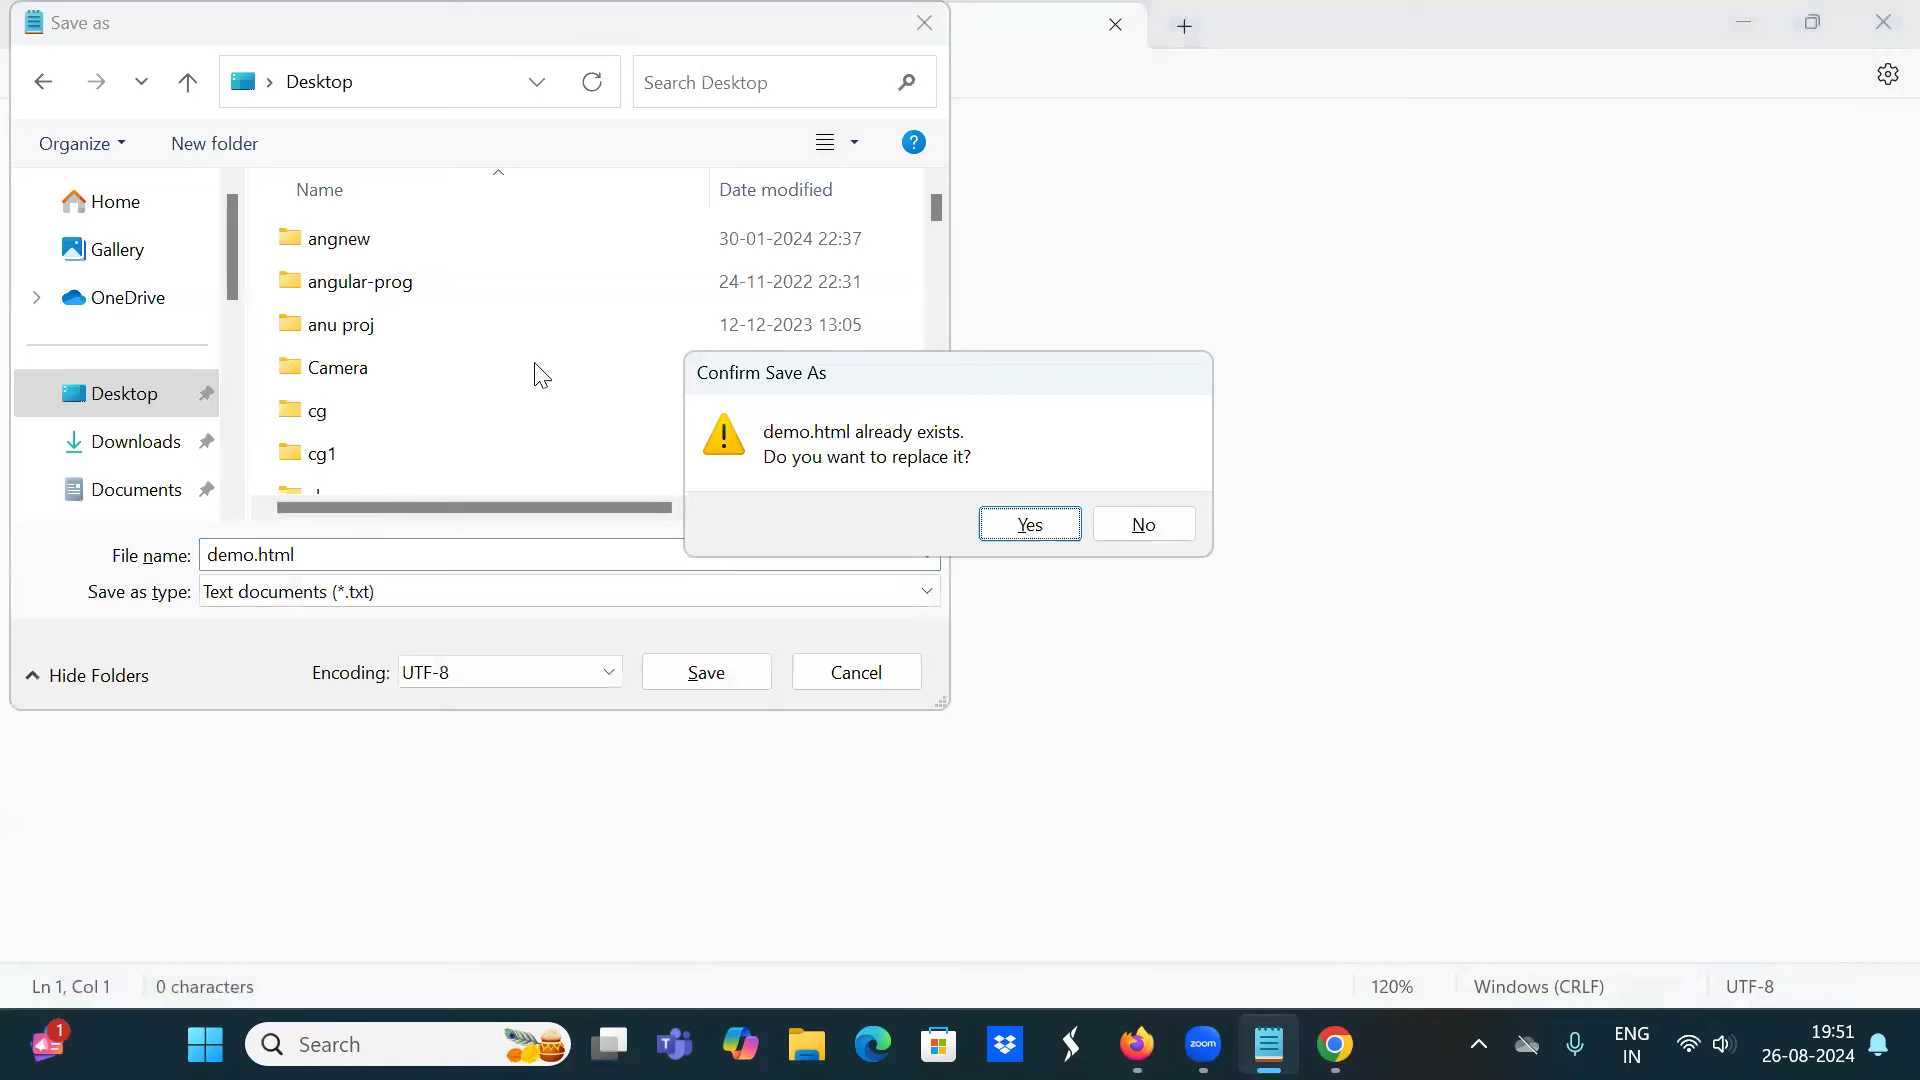 Save as
Desktop
Search Desktop
Organize
New folder
Name
Date modified
Home
Gallery
OneDrive
Desktop
Downloads
Documents
angnew 30-01-2024 22:37
angular-prog 24-11-2022 22:31
anu proj 12-12-2023 13:05
Camera
cg
cg1
Confirm Save As
demo.html already exists.
Do you want to replace it?
Yes
No
File name: demo.html
Save as type: Text documents (*.txt)
Hide Folders
Encoding: UTF-8
Save
Cancel
Ln 1, Col 1
0 characters
120%
Windows (CRLF)
UTF-8
1
Search
zoom
ENG
IN
19:51
26-08-2024